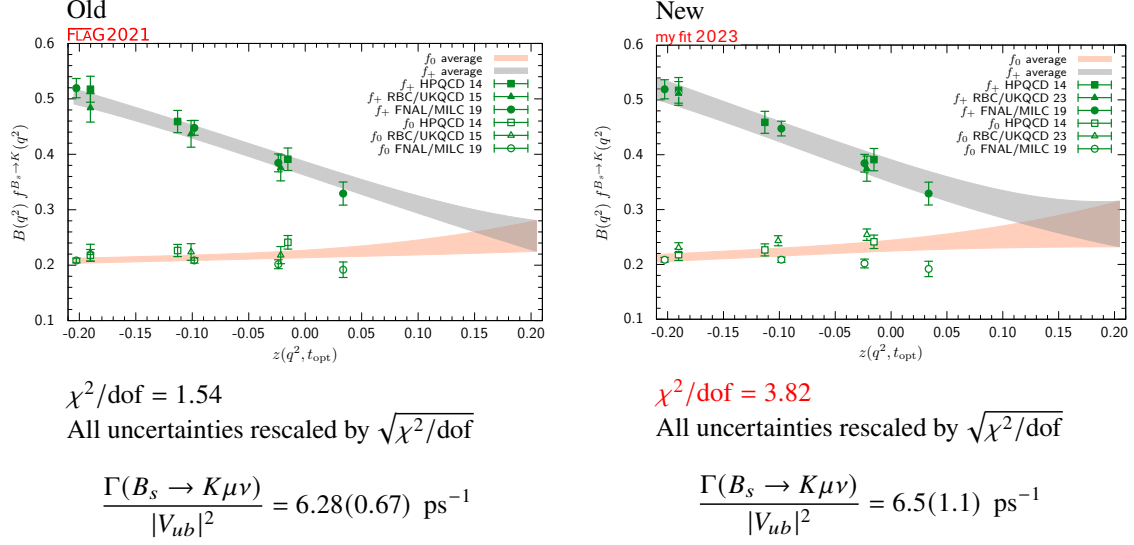 Old
FLAG2021
0.6
0.5
0.4
0.3
0.2
0.1
B(q²) f^{B_s→K}(q²)
f₀ average
f₊ average
f₊ HPQCD 14
f₊ RBC/UKQCD 15
f₊ FNAL/MILC 19
f₀ HPQCD 14
f₀ RBC/UKQCD 15
f₀ FNAL/MILC 19
-0.20 -0.15 -0.10 -0.05 0.00 0.05 0.10 0.15 0.20
z(q², t_opt)
χ²/dof = 1.54
All uncertainties rescaled by √(χ²/dof)
Γ(B_s → Kμν)/|V_ub|² = 6.28(0.67) ps⁻¹
New
my fit 2023
0.6
0.5
0.4
0.3
0.2
0.1
B(q²) f^{B_s→K}(q²)
f₀ average
f₊ average
f₊ HPQCD 14
f₊ RBC/UKQCD 23
f₊ FNAL/MILC 19
f₀ HPQCD 14
f₀ RBC/UKQCD 23
f₀ FNAL/MILC 19
-0.20 -0.15 -0.10 -0.05 0.00 0.05 0.10 0.15 0.20
z(q², t_opt)
χ²/dof = 3.82
All uncertainties rescaled by √(χ²/dof)
Γ(B_s → Kμν)/|V_ub|² = 6.5(1.1) ps⁻¹